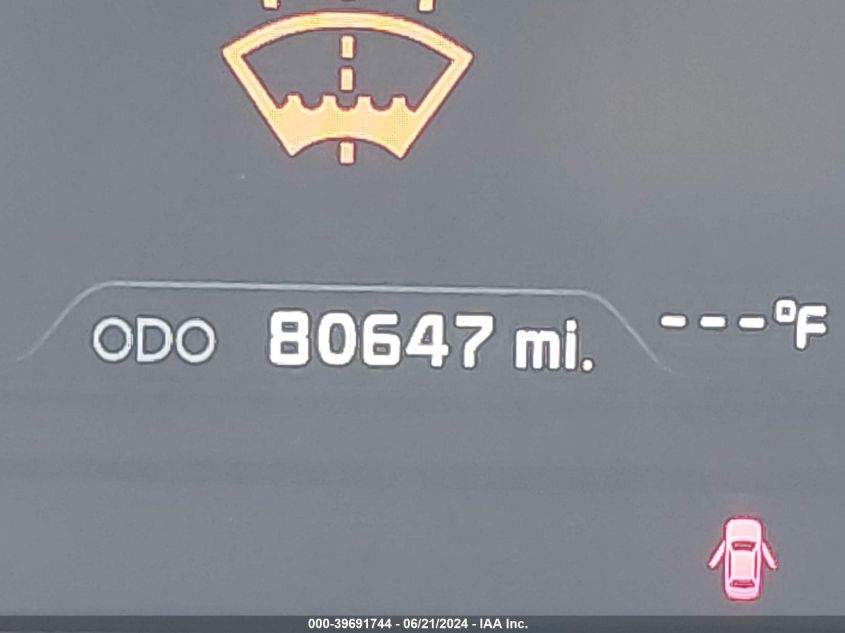 ODO 80647 mi. ---°F
000-39691744 - 06/21/2024 - IAA Inc.